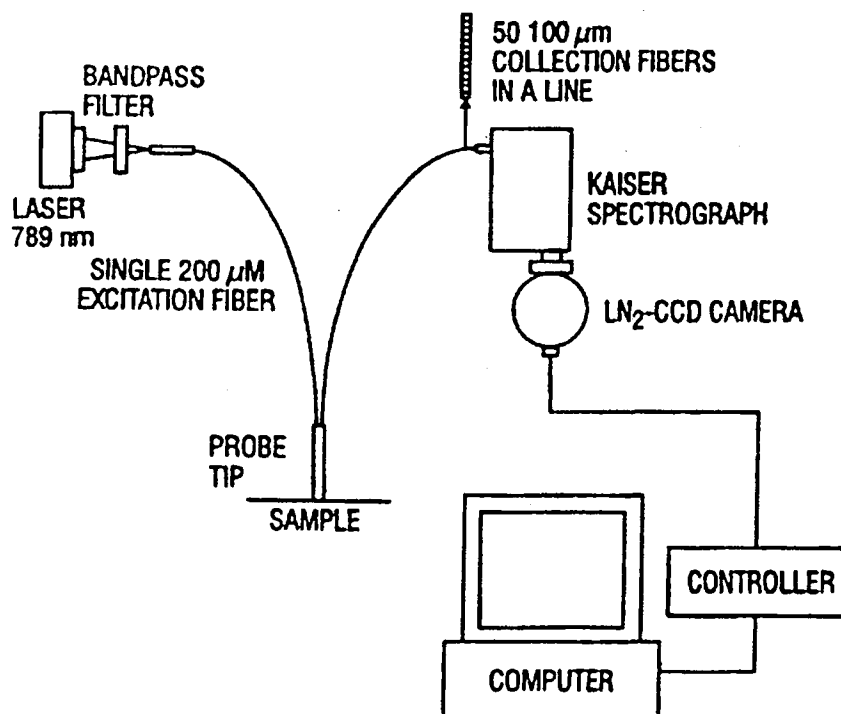 BANDPASS
FILTER
LASER
789 nm
SINGLE 200 μM
EXCITATION FIBER
50 100 μm
COLLECTION FIBERS
IN A LINE
KAISER
SPECTROGRAPH
LN₂-CCD CAMERA
PROBE
TIP
SAMPLE
CONTROLLER
COMPUTER